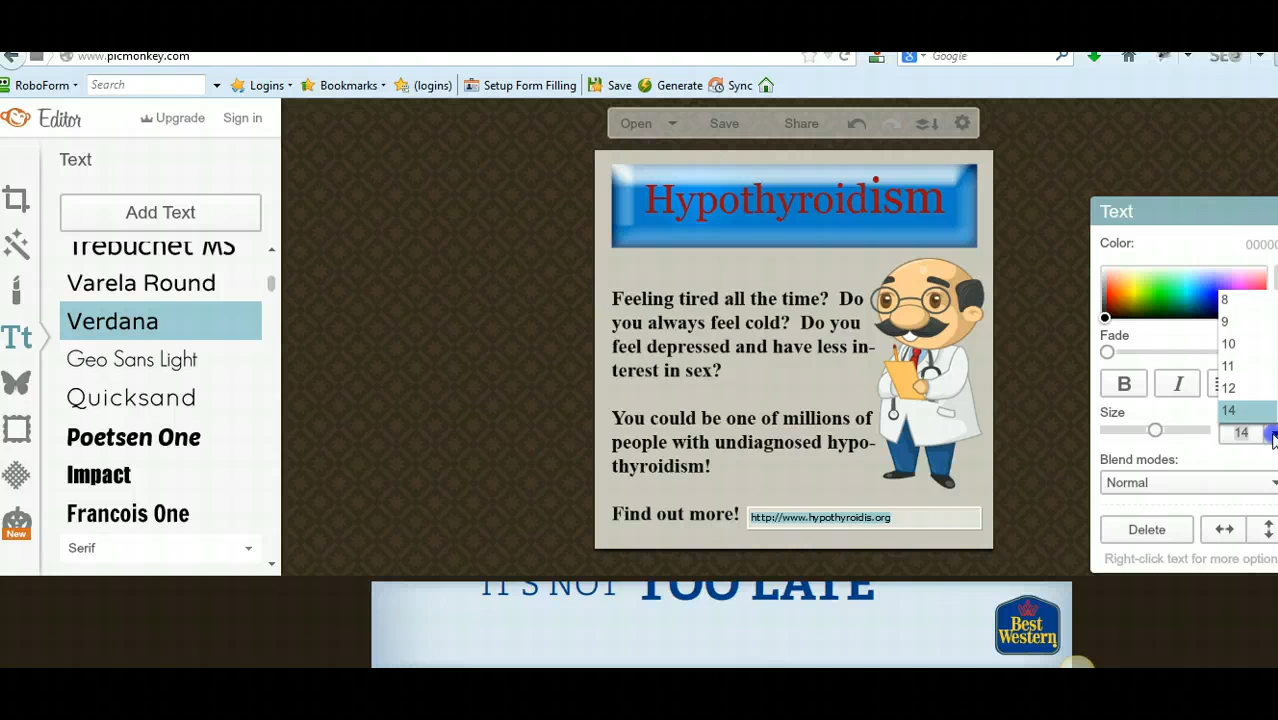 www.picmonkey.com
Google
SEO
RoboForm
Search
Logins
Bookmarks
(logins)
Setup Form Filling
Save
Generate
Sync
Editor
Upgrade
Sign in
Open
Save
Share
Text
Add Text
Trebuchet MS
Varela Round
Verdana
Geo Sans Light
Quicksand
Poetsen One
Impact
Francois One
Serif
New
Hypothyroidism
Feeling tired all the time? Do
you always feel cold? Do you
feel depressed and have less in-
terest in sex?
You could be one of millions of
people with undiagnosed hypo-
thyroidism!
Find out more!
http://www.hypothyroidis.org
Text
Color:
00000
8
9
10
11
12
14
Fade
B
I
Size
14
Blend modes:
Normal
Delete
Right-click text for more option
IT'S NOT TOO LATE
Best
Western